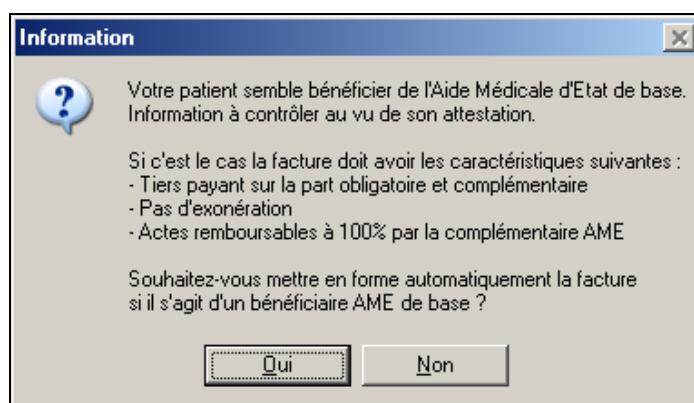 Information
Votre patient semble bénéficier de l'Aide Médicale d'Etat de base.
Information à contrôler au vu de son attestation.
Si c'est le cas la facture doit avoir les caractéristiques suivantes :
- Tiers payant sur la part obligatoire et complémentaire
- Pas d'exonération
- Actes remboursables à 100% par la complémentaire AME
Souhaitez-vous mettre en forme automatiquement la facture
si il s'agit d'un bénéficiaire AME de base ?
Oui
Non